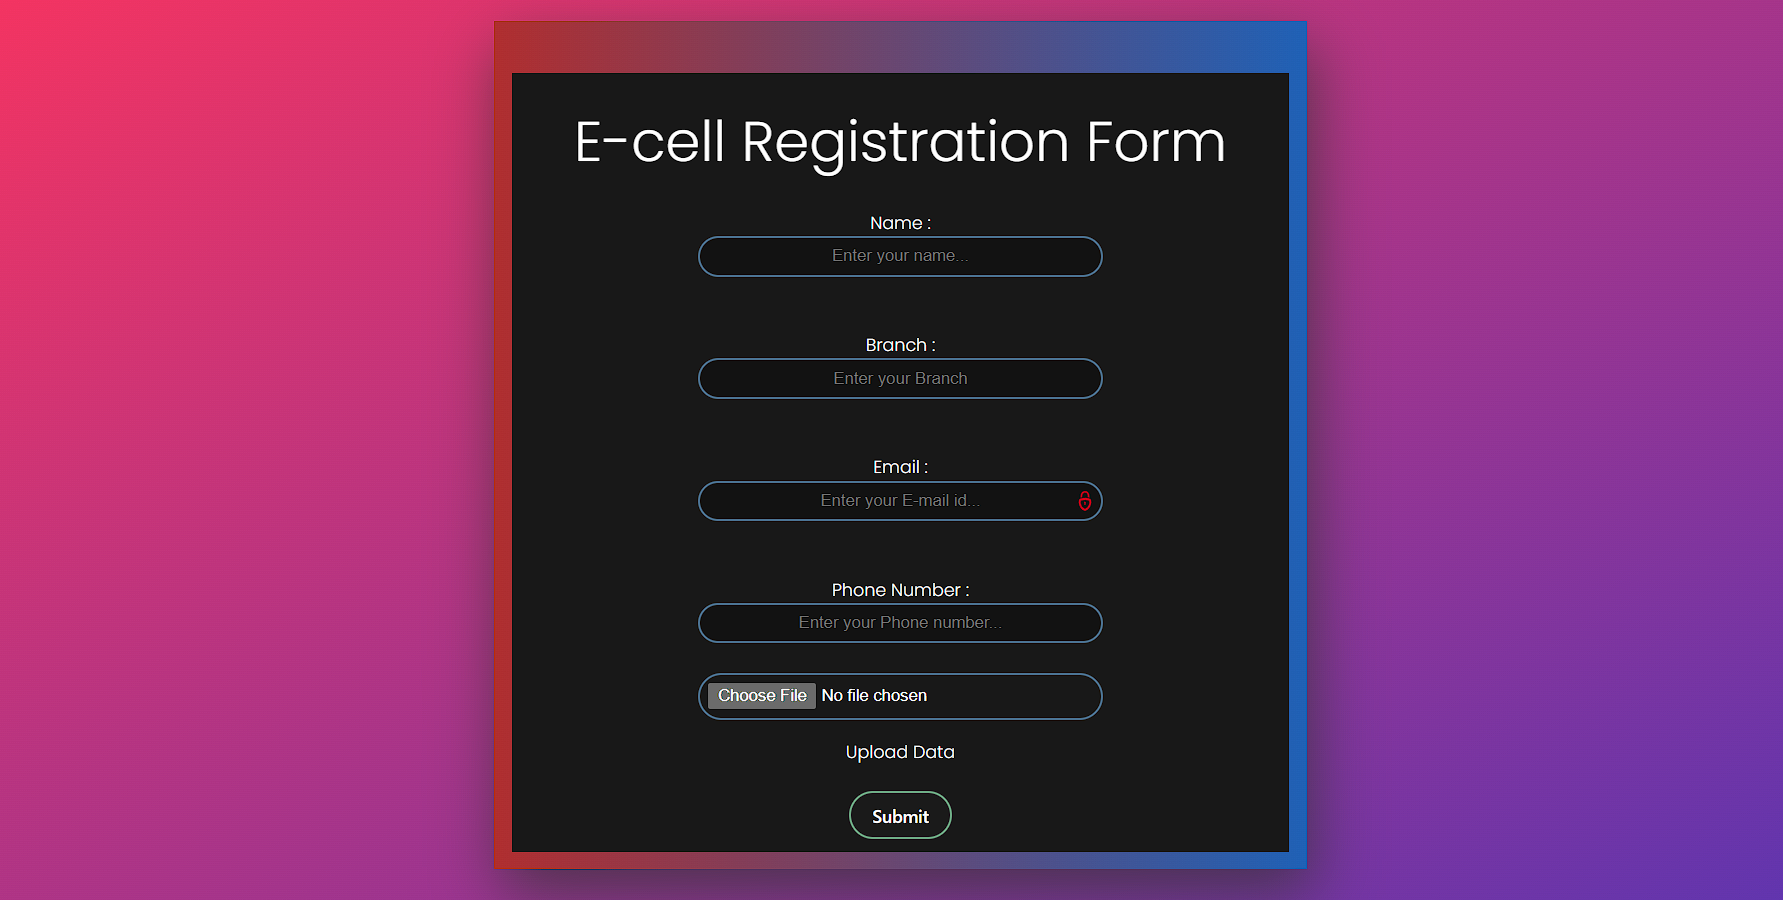 E-cell Registration Form
Name :
Enter your name...
Branch :
Enter your Branch
Email :
Enter your E-mail id...
Phone Number :
Enter your Phone number...
Choose File No file chosen
Upload Data
Submit